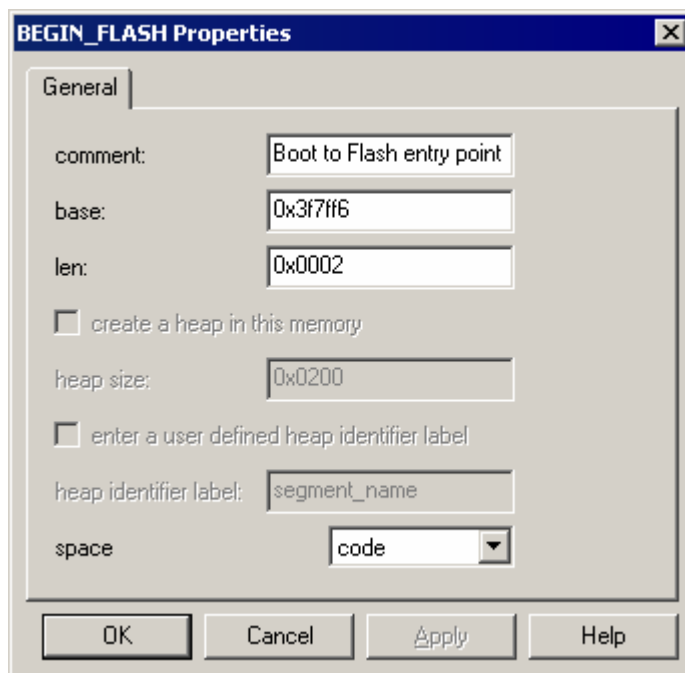 BEGIN_FLASH Properties
General
comment: Boot to Flash entry point
base: 0x3f7ff6
len: 0x0002
create a heap in this memory
heap size: 0x0200
enter a user defined heap identifier label
heap identifier label: segment_name
space code
OK Cancel Apply Help